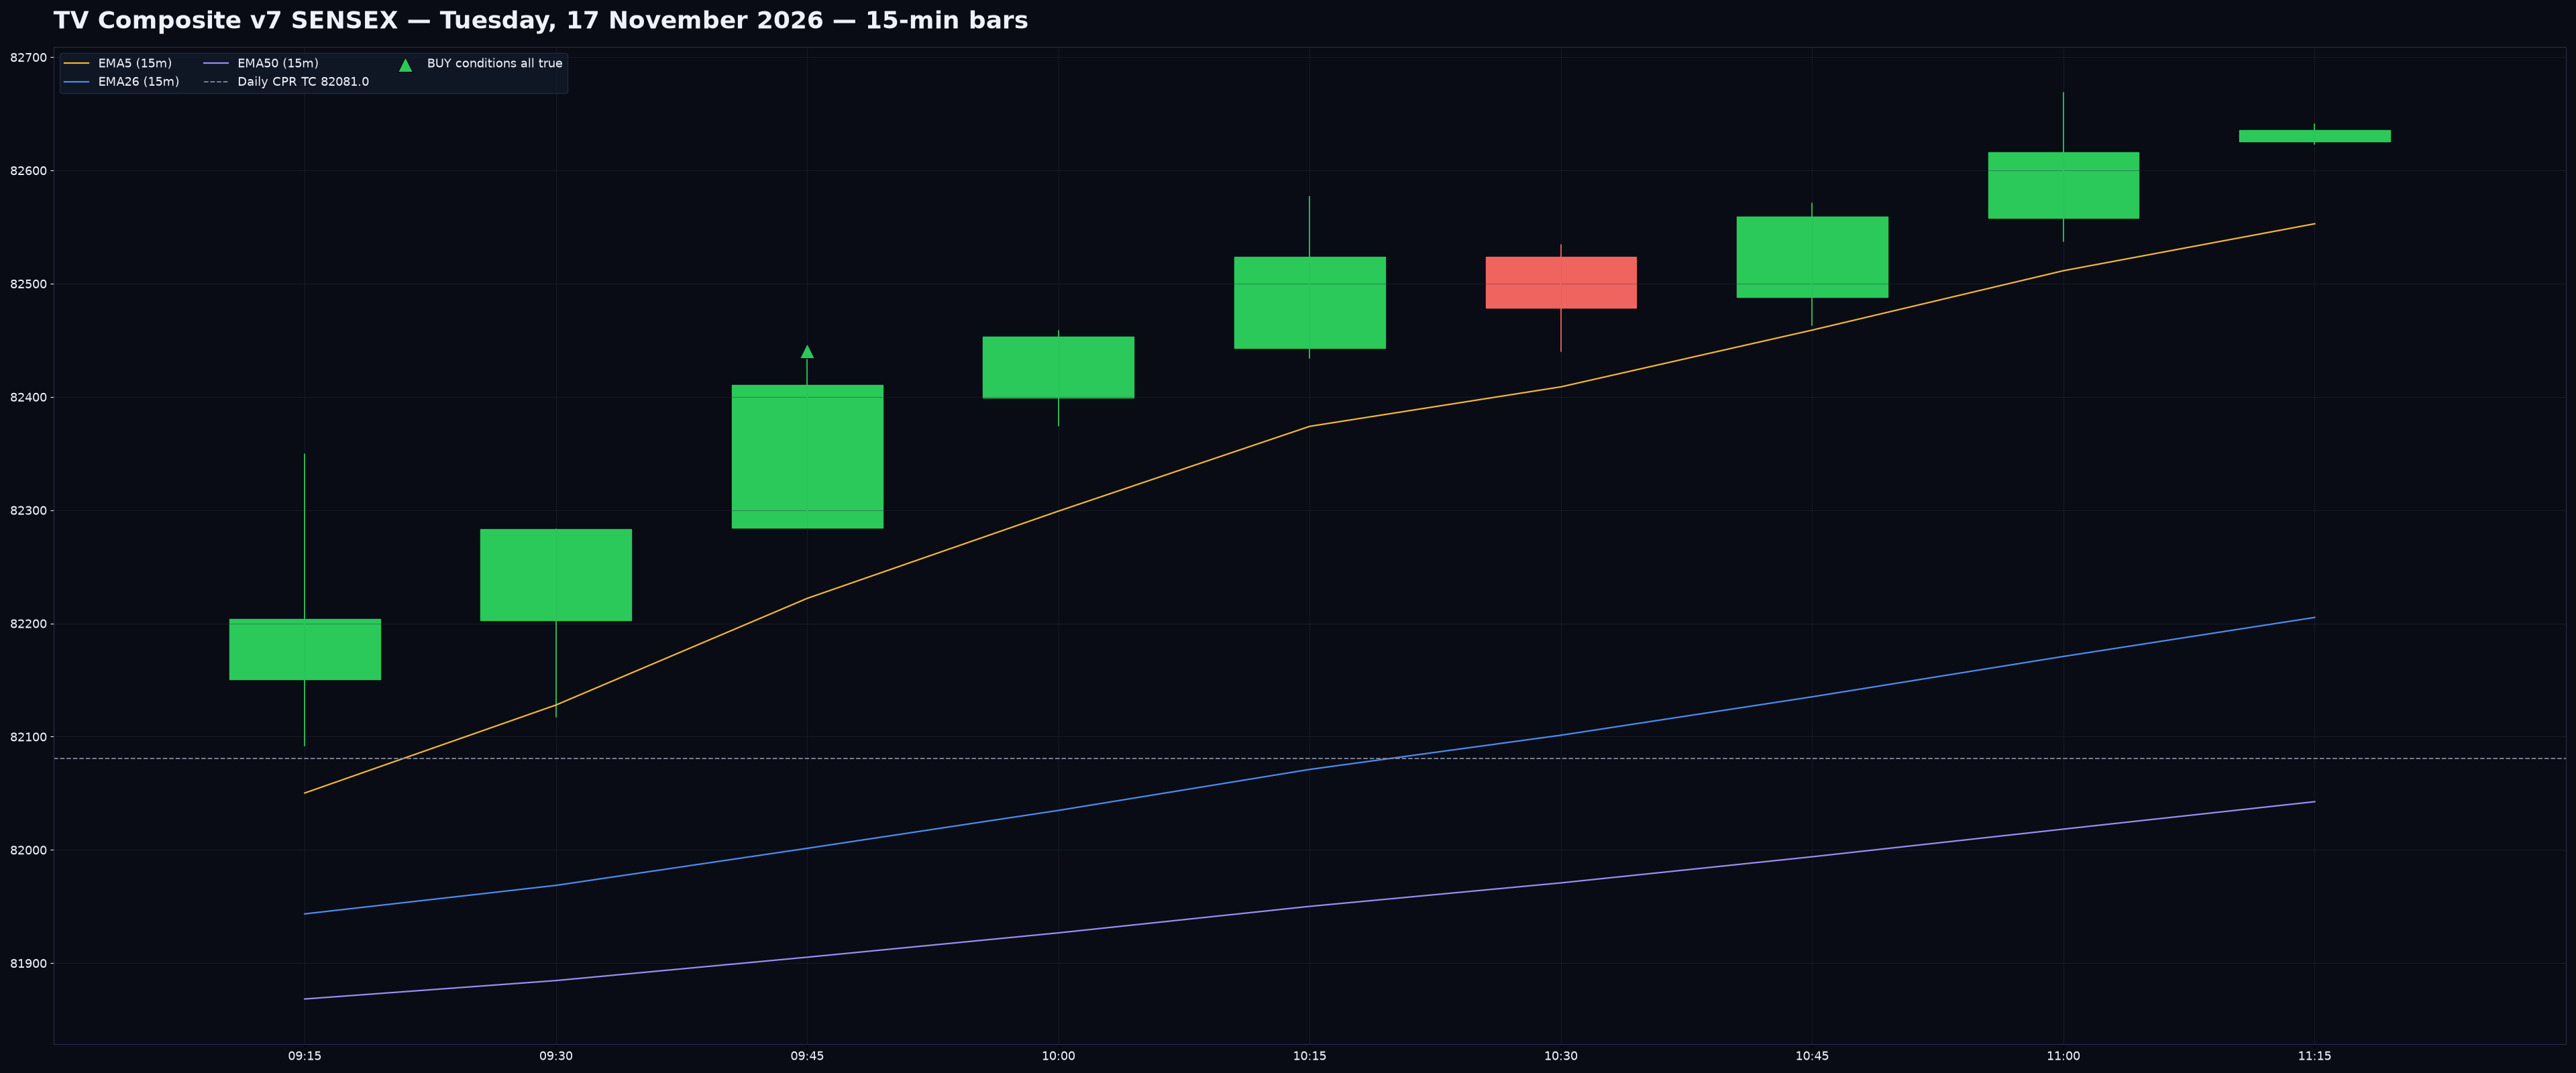 TV Composite v7 SENSEX — Tuesday, 17 November 2026 — 15-min bars
EMA5 (15m)
EMA26 (15m)
EMA50 (15m)
Daily CPR TC 82081.0
BUY conditions all true
82700
82600
82500
82400
82300
82200
82100
82000
81900
09:15 09:30 09:45 10:00 10:15 10:30 10:45 11:00 11:15